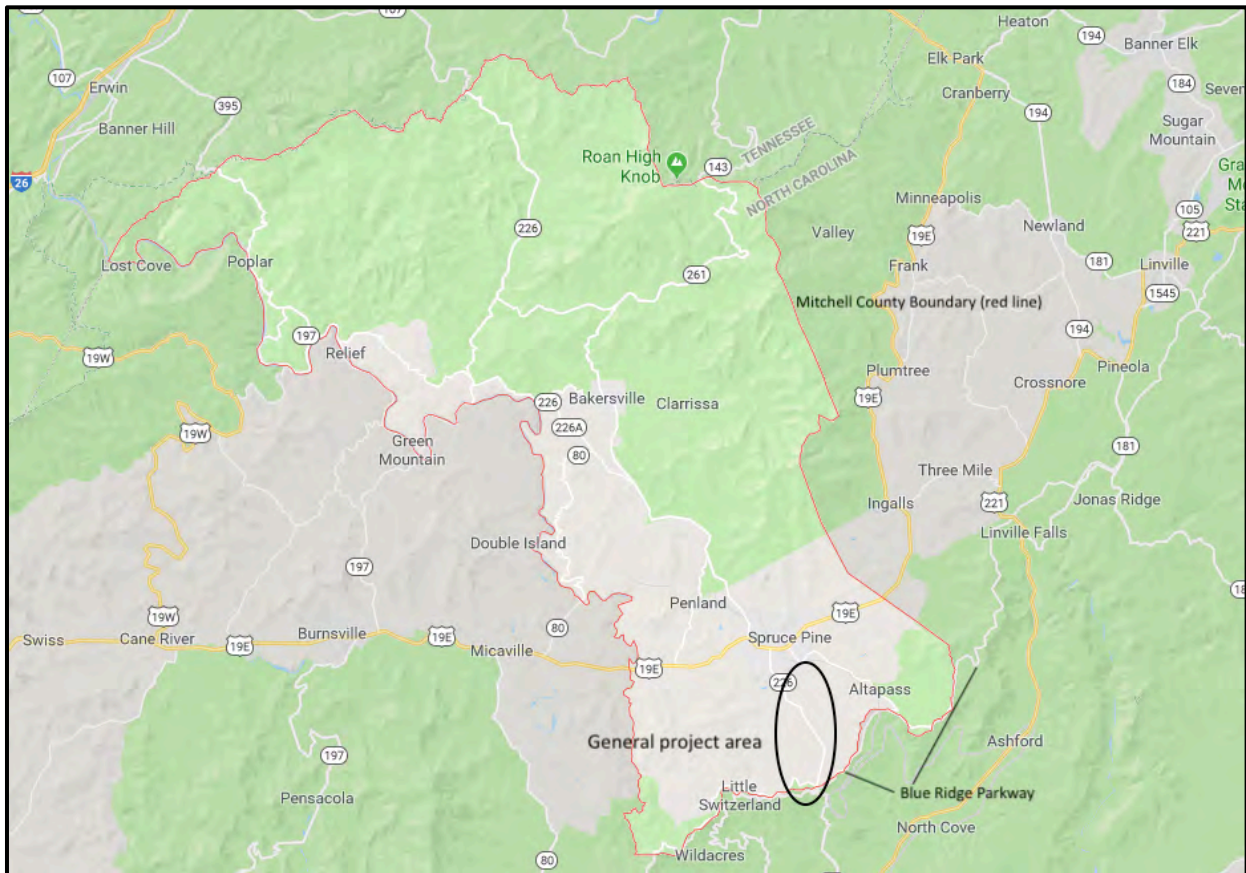 107
Heaton
194
Banner Elk
Elk Park
107
184
Erwin
Cranberry
395
194
Banner Hill
Sugar
Mountain
TENNESSEE
Roan High
Knob
143
26
NORTH CAROLINA
Minneapolis
105
226
Valley
19E
Newland
221
Lost Cove
Poplar
261
Frank
181
Linville
Mitchell County Boundary (red line)
1545
197
194
Relief
19W
Plumtree
Pineola
Crossnore
226
Bakersville
Clarrissa
19E
226A
19W
Green
Mountain
80
181
Three Mile
Ingalls
221
Jonas Ridge
Linville Falls
Double Island
197
Penland
19W
80
19E
Swiss
Cane River
Burnsville
19E
Spruce Pine
19E
Micaville
19E
226
Altapass
General project area
Ashford
197
Little
Switzerland
Blue Ridge Parkway
Pensacola
North Cove
80
Wildacres